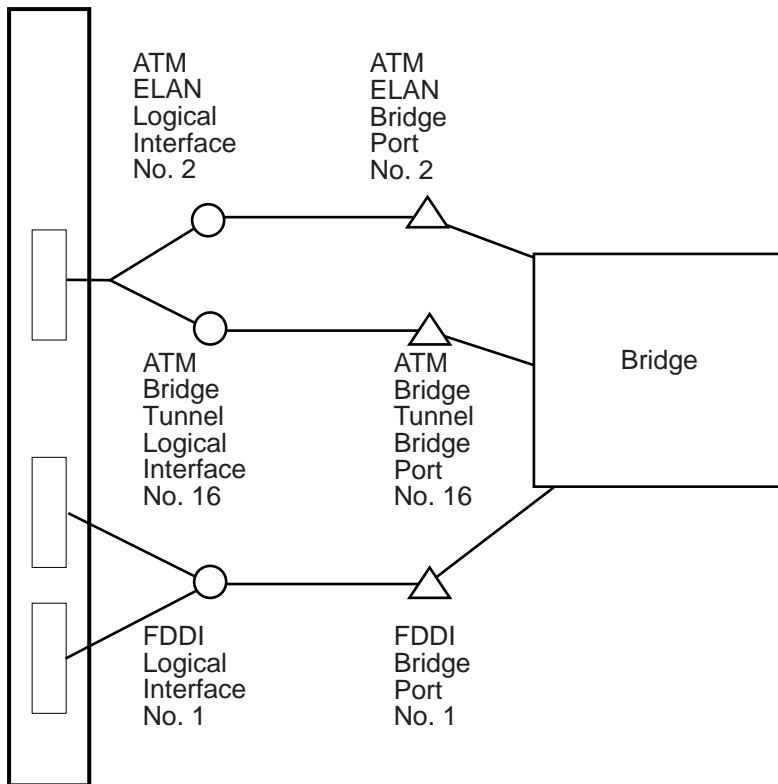 ATM
ELAN
Logical
Interface
No. 2
ATM
ELAN
Bridge
Port
No. 2
Bridge
ATM
Bridge
Tunnel
Logical
Interface
No. 16
ATM
Bridge
Tunnel
Bridge
Port
No. 16
FDDI
Logical
Interface
No. 1
FDDI
Bridge
Port
No. 1